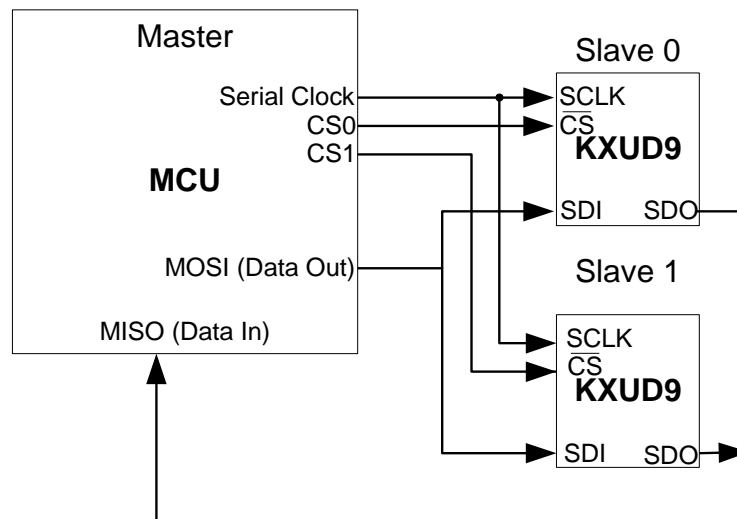 Master
Serial Clock
CS0
CS1
MCU
MOSI (Data Out)
MISO (Data In)
Slave 0
SCLK
CS
KXUD9
SDI SDO
Slave 1
SCLK
CS
KXUD9
SDI SDO